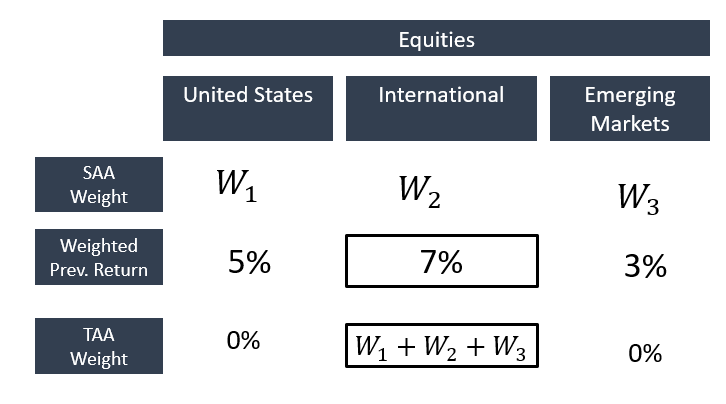 Equities
United States
International
Emerging
Markets
SAA
Weight
W1
W2
W3
Weighted
Prev. Return
5%
7%
3%
TAA
Weight
0%
W1 + W2 + W3
0%